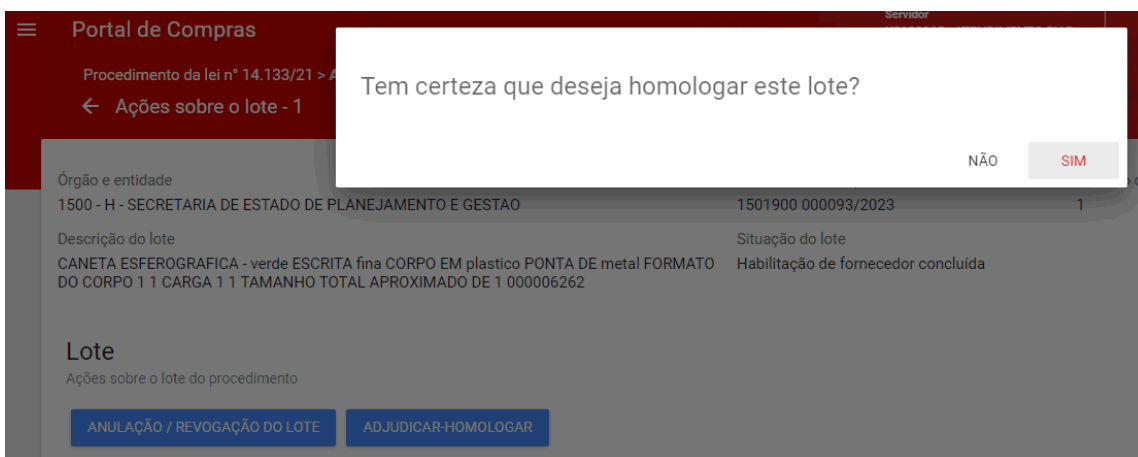 Portal de Compras
Servidor
Procedimento da lei n° 14.133/21 >
Tem certeza que deseja homologar este lote?
← Ações sobre o lote - 1
NÃO SIM
Órgão e entidade
1500 - H - SECRETARIA DE ESTADO DE PLANEJAMENTO E GESTAO 1501900 000093/2023 1
Descrição do lote Situação do lote
CANETA ESFEROGRAFICA - verde ESCRITA fina CORPO EM plastico PONTA DE metal FORMATO Habilitação de fornecedor concluída
DO CORPO 1 1 CARGA 1 1 TAMANHO TOTAL APROXIMADO DE 1 000006262
Lote
Ações sobre o lote do procedimento
ANULAÇÃO / REVOGAÇÃO DO LOTE ADJUDICAR-HOMOLOGAR